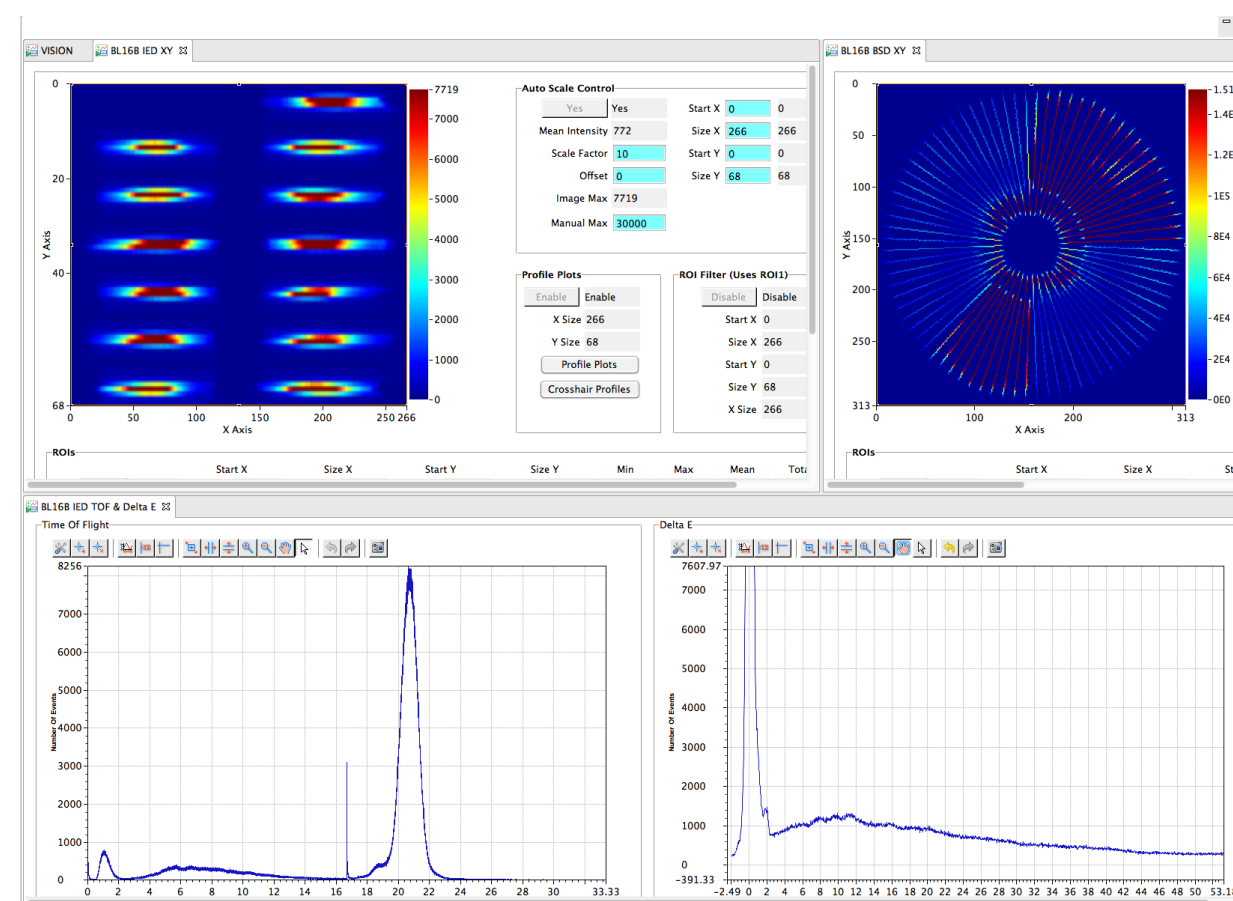 VISION
BL16B IED XY
BL16B BSD XY
0
20
40
68
Y Axis
0 50 100 150 200 250 266
X Axis
7719
7000
6000
5000
4000
3000
2000
1000
0
Auto Scale Control
Yes Yes
Mean Intensity 772
Scale Factor 10
Offset 0
Image Max 7719
Manual Max 30000
Start X 0 0
Size X 266 266
Start Y 0 0
Size Y 68 68
Profile Plots
Enable Enable
X Size 266
Y Size 68
Profile Plots
Crosshair Profiles
ROI Filter (Uses ROI1)
Disable Disable
Start X 0
Size X 266
Start Y 0
Size Y 68
X Size 266
ROIs
Start X Size X Start Y Size Y Min Max Mean Tota
0
50
100
150
200
250
313
Y Axis
0 100 200 313
X Axis
1.51
1.4E
1.2E
1E5
8E4
6E4
4E4
2E4
0E0
ROIs
Start X Size X St
BL16B IED TOF & Delta E
Time Of Flight
8256
7000
6000
5000
4000
3000
2000
1000
0
Number Of Events
0 2 4 6 8 10 12 14 16 18 20 22 24 26 28 30 33.33
Delta E
7607.97
7000
6000
5000
4000
3000
2000
1000
0
-391.33
Number Of Events
-2.49 0 2 4 6 8 10 12 14 16 18 20 22 24 26 28 30 32 34 36 38 40 42 44 46 48 50 53.18